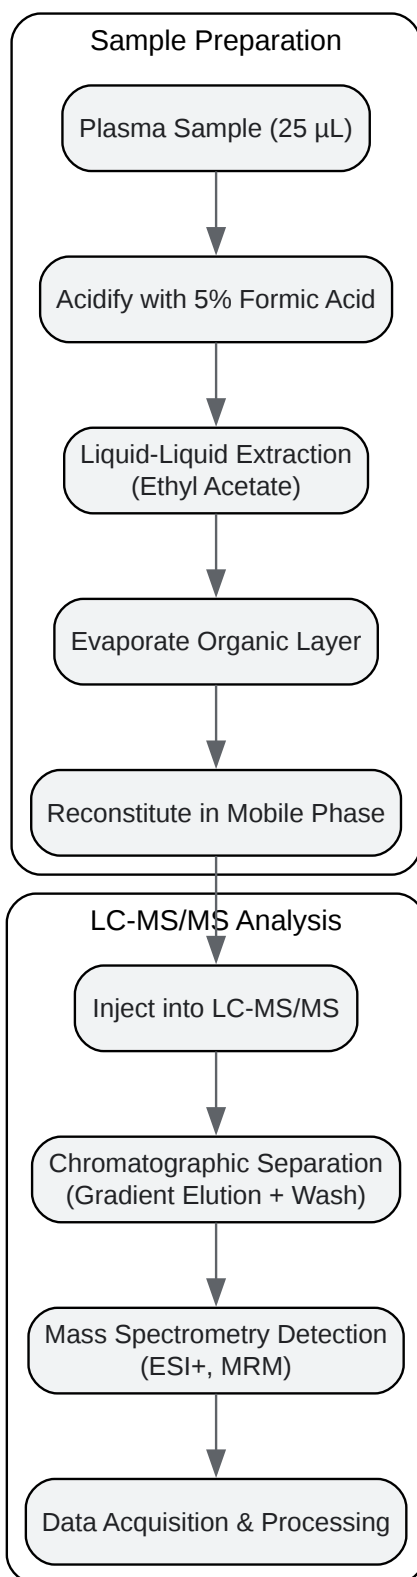 Sample Preparation
Plasma Sample (25 µL)
Acidify with 5% Formic Acid
Liquid-Liquid Extraction
(Ethyl Acetate)
Evaporate Organic Layer
Reconstitute in Mobile Phase
LC-MS/MS Analysis
Inject into LC-MS/MS
Chromatographic Separation
(Gradient Elution + Wash)
Mass Spectrometry Detection
(ESI+, MRM)
Data Acquisition & Processing